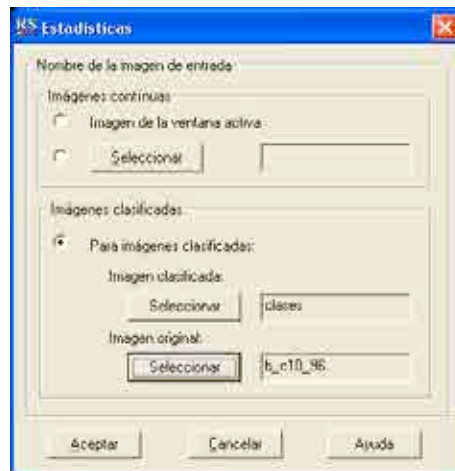 RS Estadísticas
Nombre de la imagen de entrada
Imágenes continuas
Imagen de la ventana activa
Seleccionar
Imágenes clasificadas
Para imágenes clasificadas:
Imagen clasificada:
Seleccionar clases
Imagen original:
Seleccionar b_c10_96
Aceptar Cancelar Ayuda